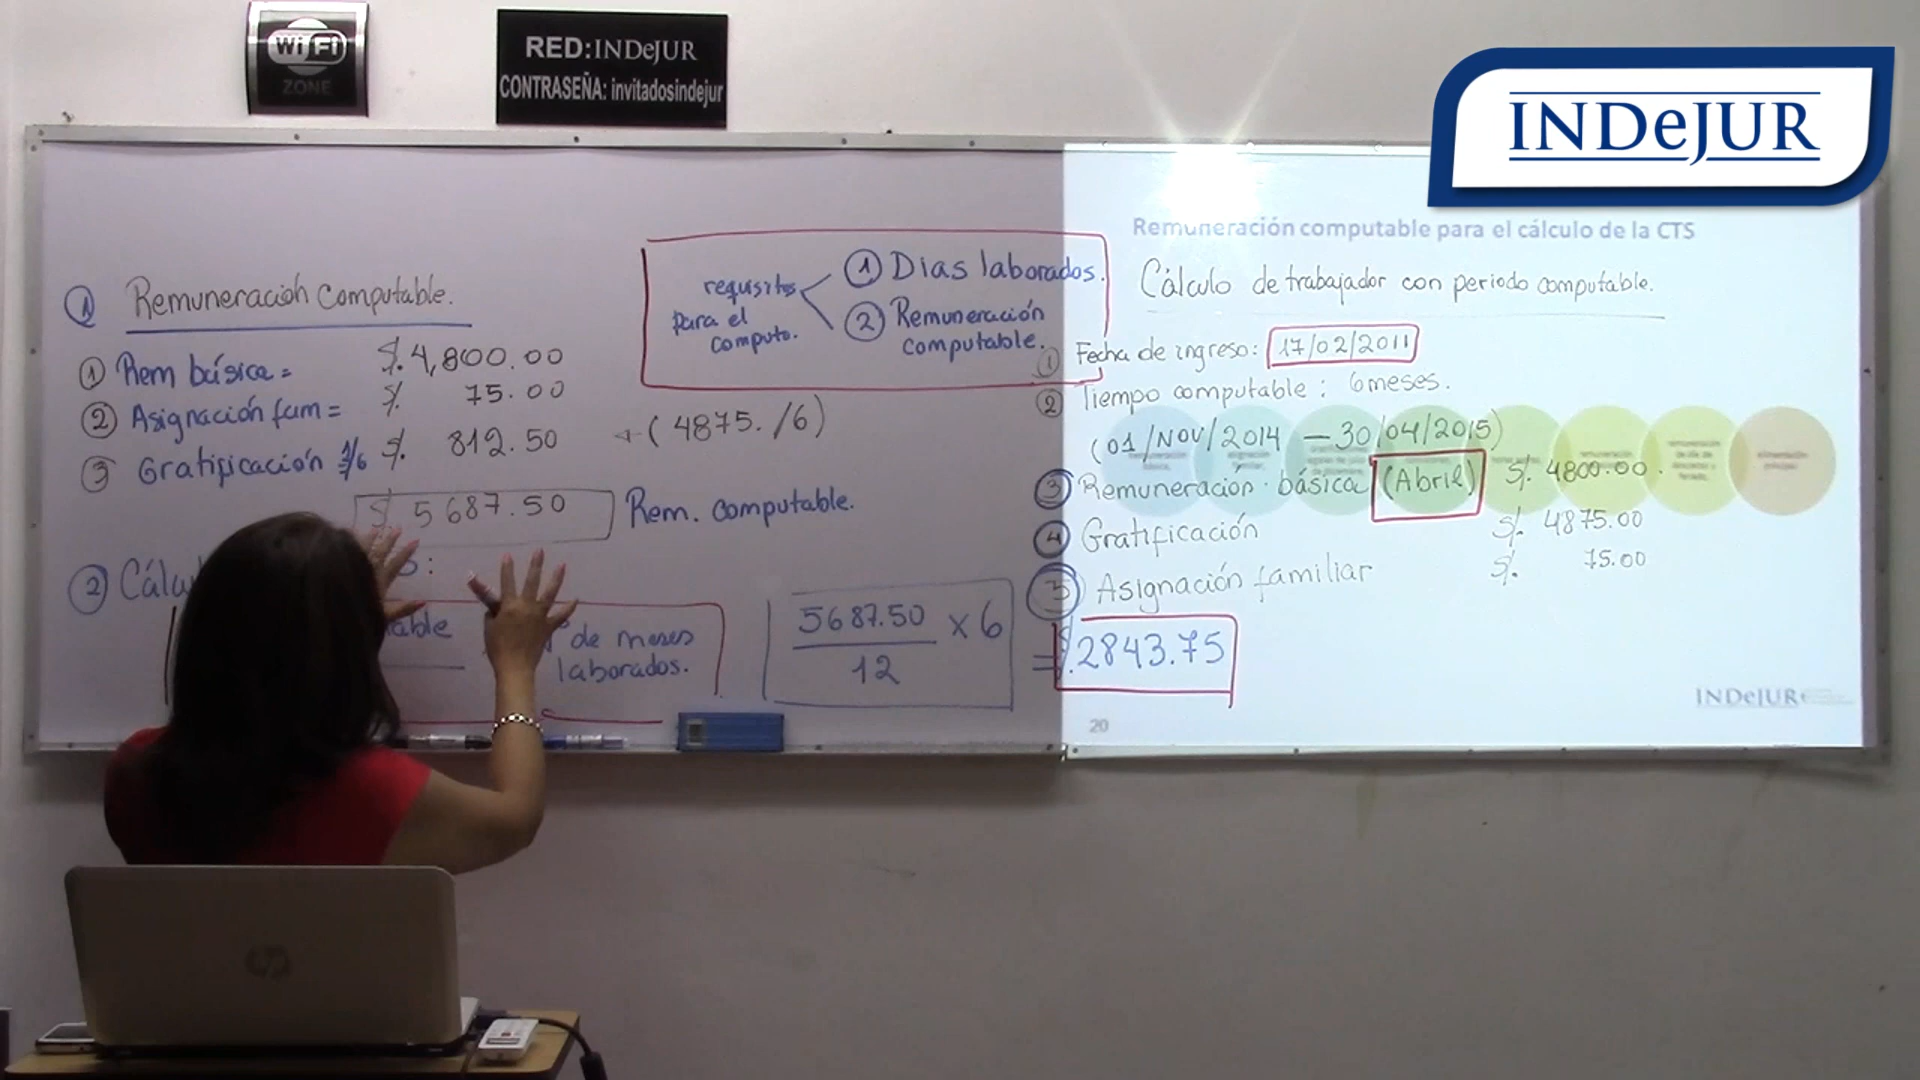 WiFi
ZONE
RED:INDeJUR
CONTRASEÑA: invitadosindejur
INDeJUR
1 Remuneración Computable.
1 Rem básica = S/. 4,800.00
2 Asignación fam = S/. 75.00
3 Gratificación 1/6 S/. 812.50 ← (4875./6)
S/. 5687.50 Rem. computable.
2
requisitos para el computo.
1 Dias laborados.
2 Remuneración computable.
de meses
laborados.
5687.50
12
x 6
= S/. 2843.75
Remuneración computable para el cálculo de la CTS
Cálculo de trabajador con periodo computable.
1 Fecha de ingreso: 17/02/2011
2 Tiempo computable : 6 meses.
(01/NOV/2014 — 30/04/2015)
3 Remuneración básica (Abril) S/. 4800.00.
4 Gratificación S/. 4875.00
5 Asignación familiar S/. 75.00
INDeJUR
20
hp